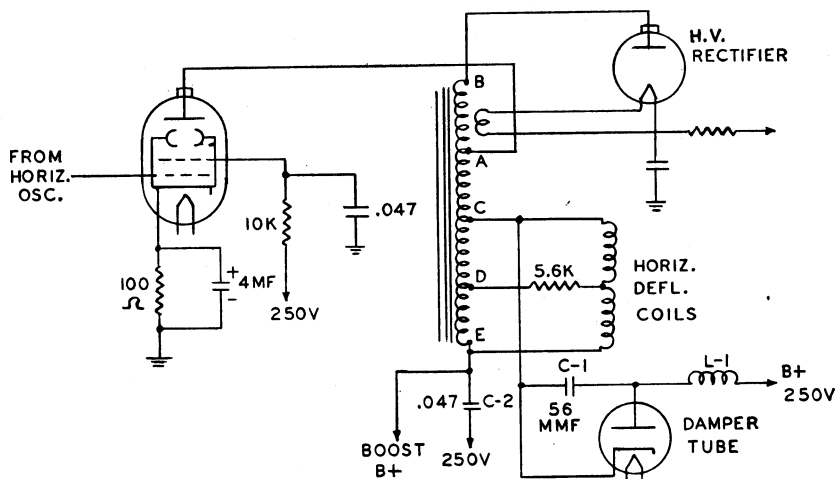 H.V.
RECTIFIER
B
A
C
D
E
FROM
HORIZ.
OSC.
10K
.047
100
Ω
+
4MF
-
250V
5.6K
HORIZ.
DEFL.
COILS
L-1
B+
250V
C-1
56
MMF
.047
C-2
DAMPER
TUBE
BOOST
B+
250V